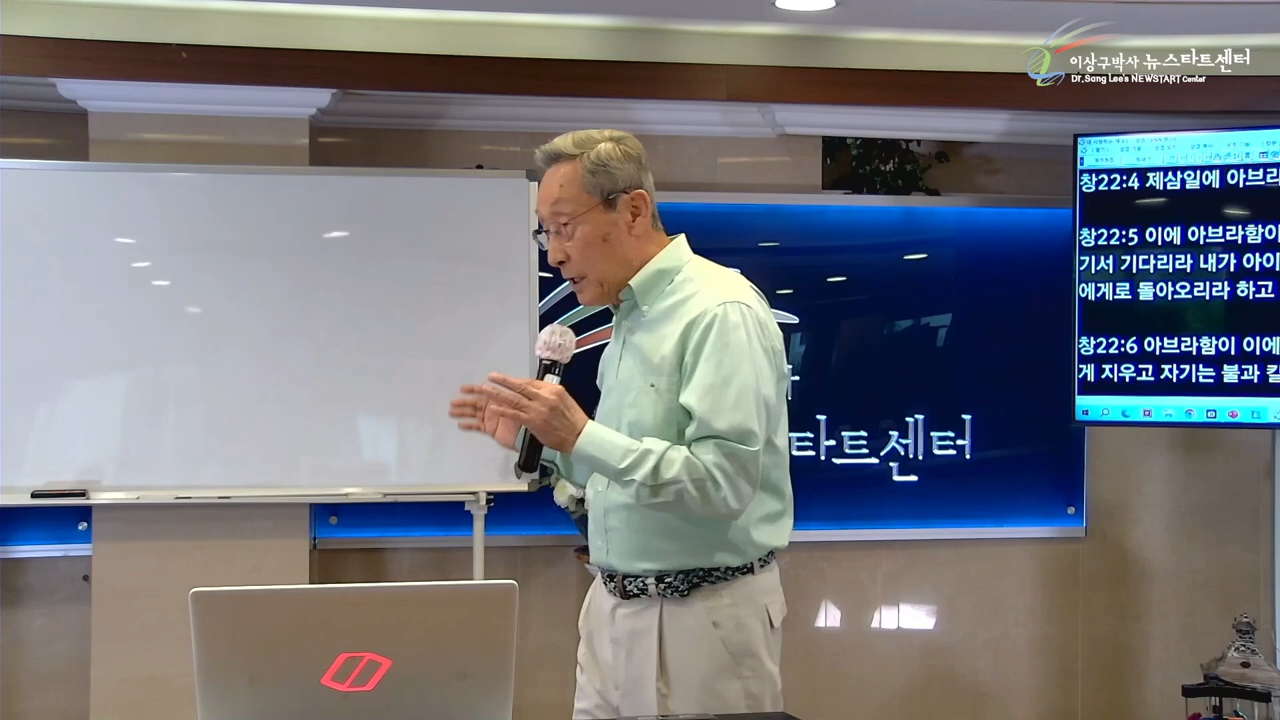 이상구박사 뉴스타트센터
Dr. Sang Lee's NEWSTART Center
창22:4 제삼일에 아브라
창22:5 이에 아브라함이
기서 기다리라 내가 아이
에게로 돌아오리라 하고
창22:6 아브라함이 이에
게 지우고 자기는 불과 칼
타트센터